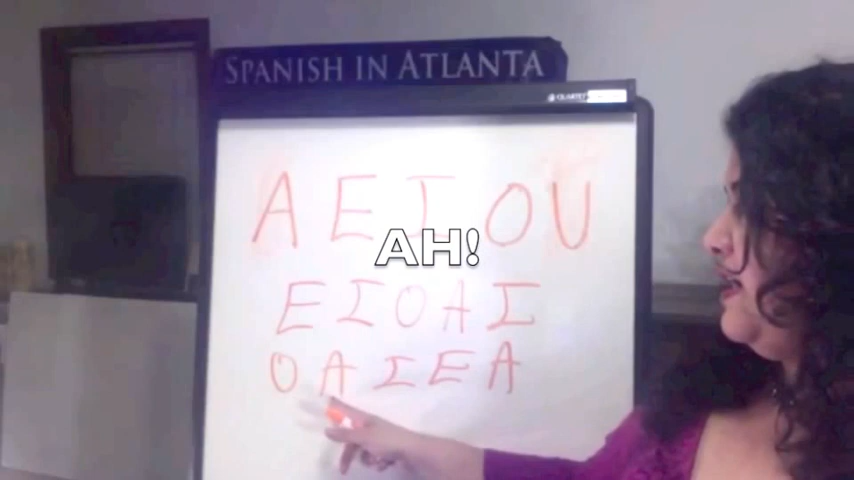 SPANISH IN ATLANTA
A E I O U
AH!
E I O A I
O A I E A